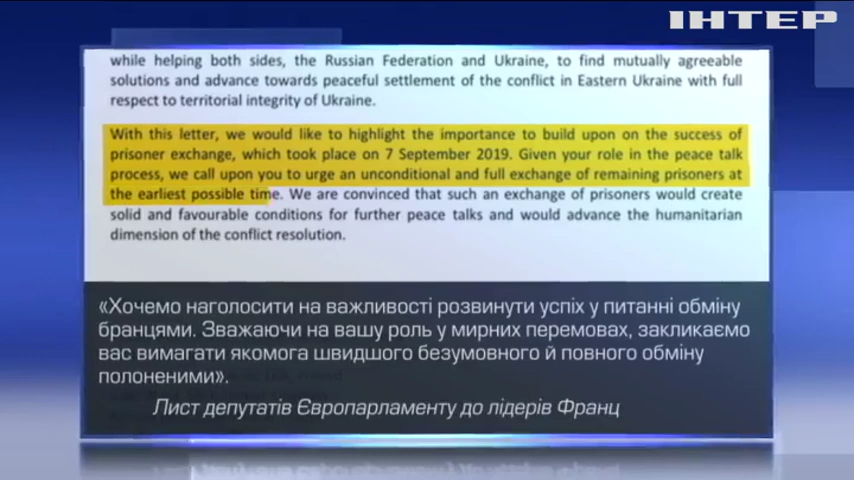 ІНТЕР
while helping both sides, the Russian Federation and Ukraine, to find mutually agreeable
solutions and advance towards peaceful settlement of the conflict in Eastern Ukraine with full
respect to territorial integrity of Ukraine.
With this letter, we would like to highlight the importance to build upon on the success of
prisoner exchange, which took place on 7 September 2019. Given your role in the peace talk
process, we call upon you to urge an unconditional and full exchange of remaining prisoners at
the earliest possible time. We are convinced that such an exchange of prisoners would create
solid and favourable conditions for further peace talks and would advance the humanitarian
dimension of the conflict resolution.
«Хочемо наголосити на важливості розвинути успіх у питанні обміну
бранцями. Зважаючи на вашу роль у мирних перемовах, закликаємо
вас вимагати якомога швидшого безумовного й повного обміну
полоненими».
Лист депутатів Європарламенту до лідерів Франц